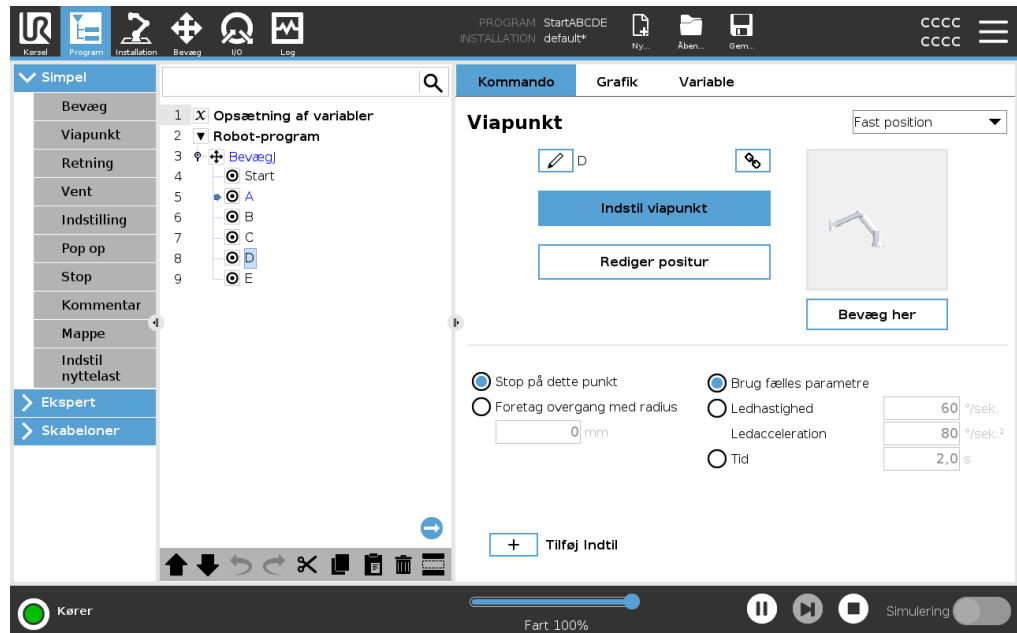 UR
Kørsel
Program
Installation
Bevæg
I/O
Log
PROGRAM StartABCDE
INSTALLATION default*
Ny...
Åben...
Gem...
CCCC
CCCC
Simpel
Bevæg
Viapunkt
Retning
Vent
Indstilling
Pop op
Stop
Kommentar
Mappe
Indstil
nyttelast
Ekspert
Skabeloner
1 X Opsætning af variabler
2 Robot-program
3 BevægJ
4 Start
5 A
6 B
7 C
8 D
9 E
Kommando Grafik Variable
Viapunkt
Fast position
D
Indstil viapunkt
Rediger positur
Bevæg her
Stop på dette punkt
Foretag overgang med radius
0 mm
Brug fælles parametre
Ledhastighed 60 °/sek.
Ledacceleration 80 °/sek.²
Tid 2,0 s
+ Tilføj Indtil
Kører
Fart 100%
Simulering